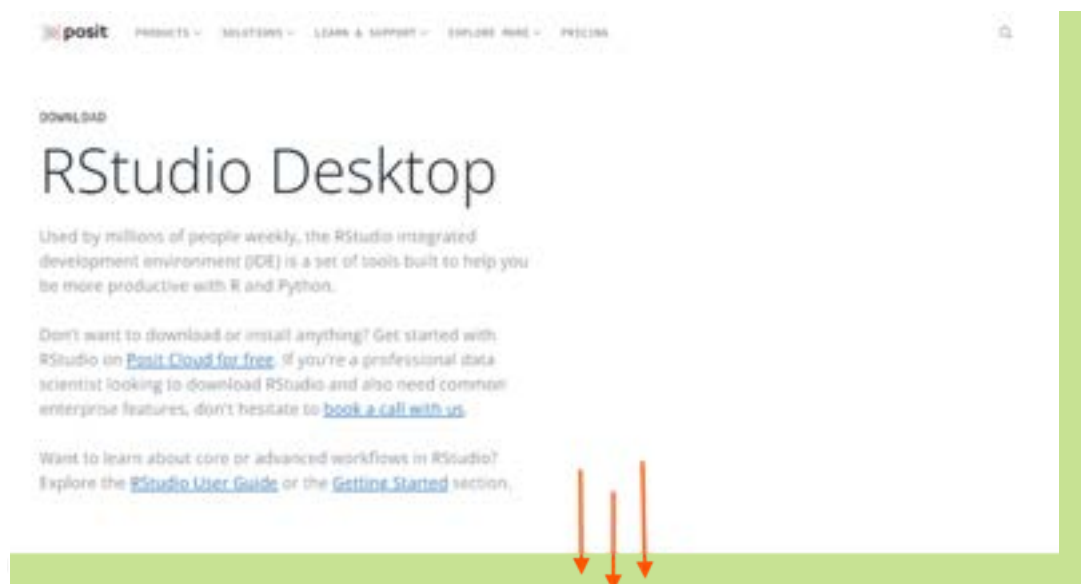 posit PRODUCTS SOLUTIONS LEARN & SUPPORT EXPLORE MORE PRICING
DOWNLOAD
RStudio Desktop
Used by millions of people weekly, the RStudio integrated
development environment (IDE) is a set of tools built to help you
be more productive with R and Python.
Don't want to download or install anything? Get started with
RStudio on Posit Cloud for free. If you're a professional data
scientist looking to download RStudio and also need common
enterprise features, don't hesitate to book a call with us.
Want to learn about core or advanced workflows in RStudio?
Explore the RStudio User Guide or the Getting Started section.